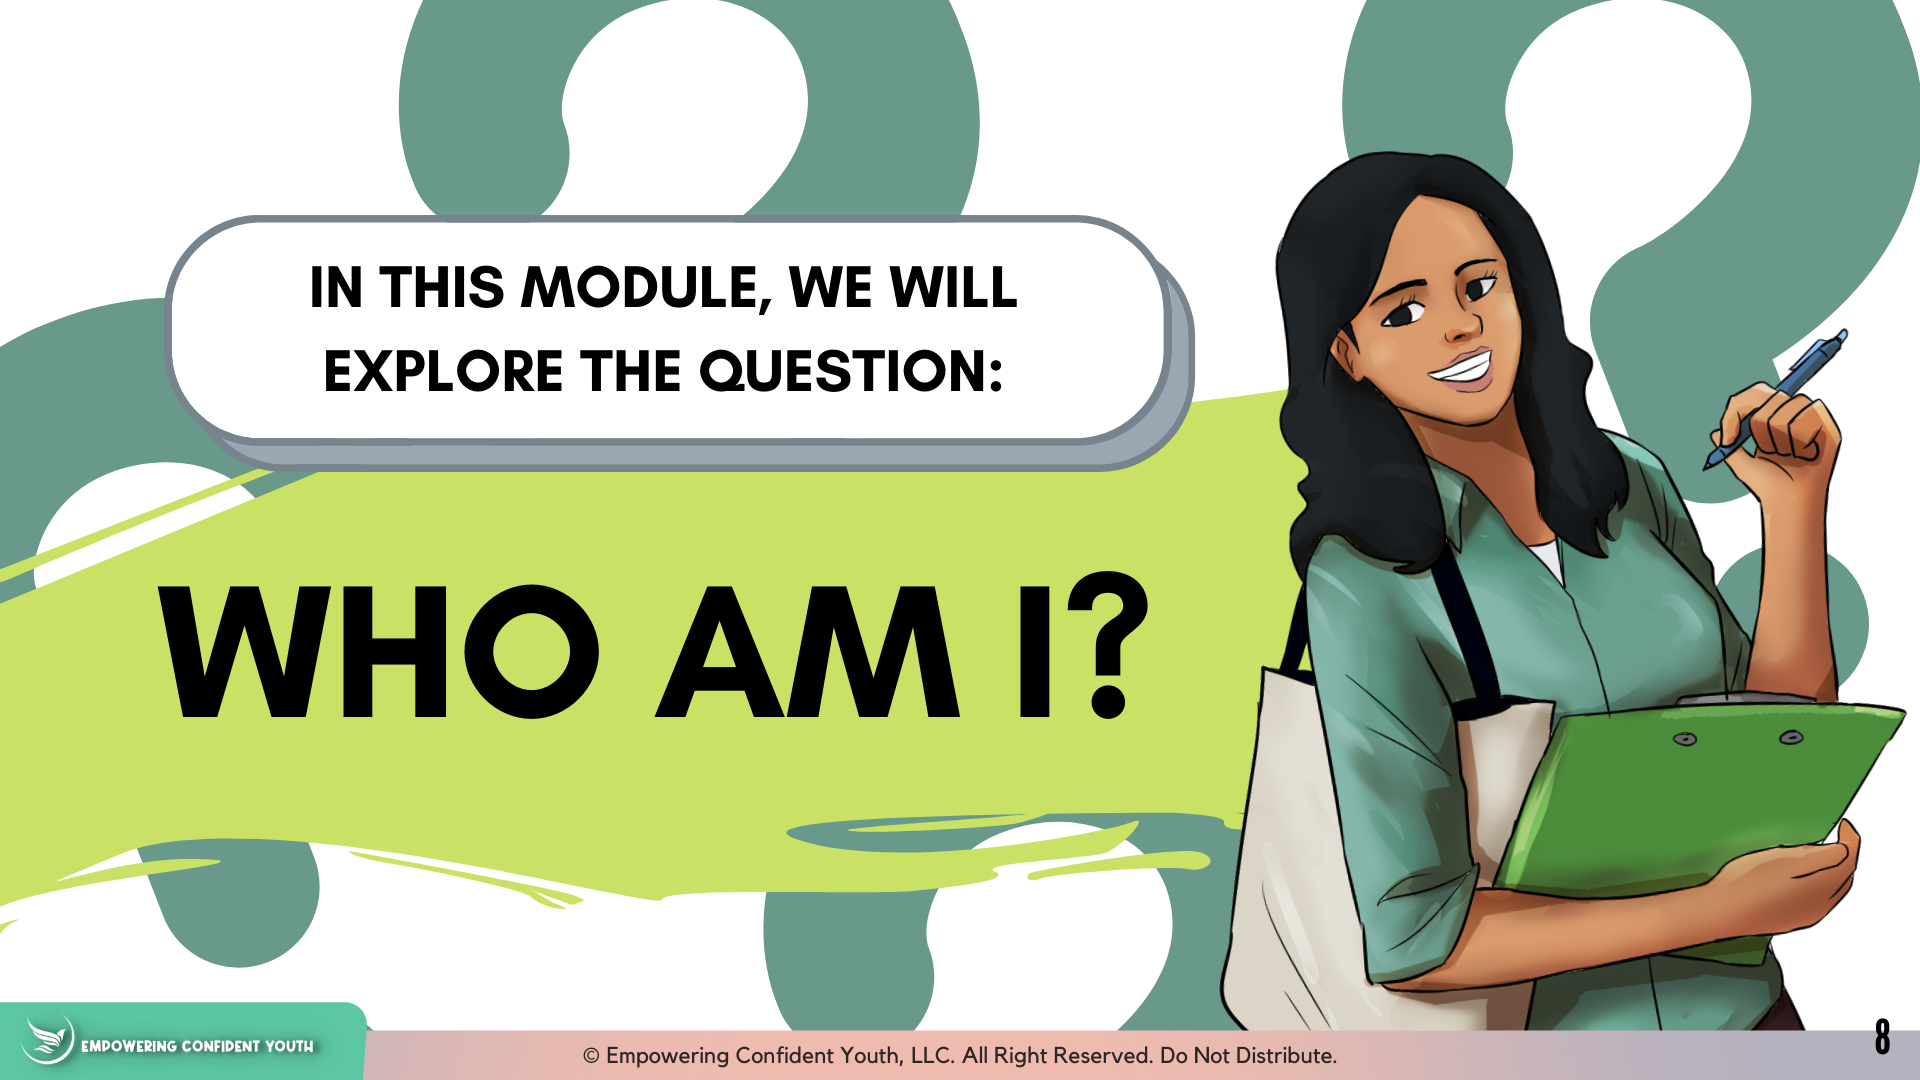 IN THIS MODULE, WE WILL
EXPLORE THE QUESTION:
WHO AM I?
EMPOWERING CONFIDENT YOUTH
© Empowering Confident Youth, LLC. All Right Reserved. Do Not Distribute.
8